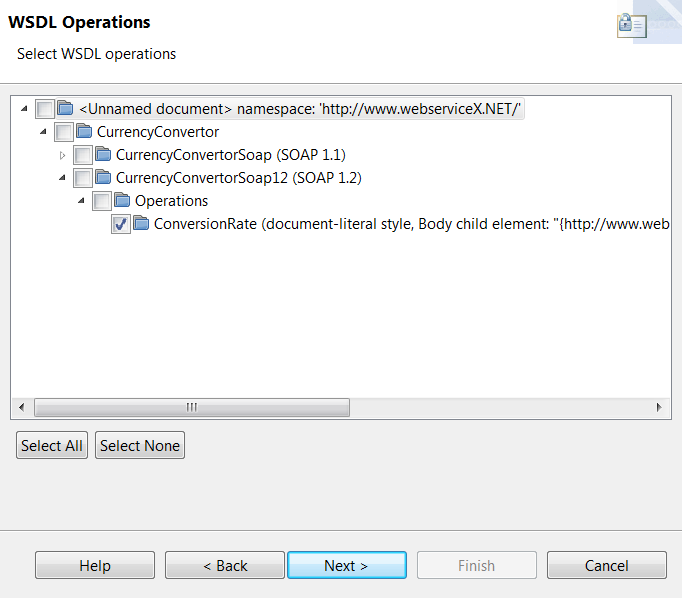 WSDL Operations
Select WSDL operations
<Unnamed document> namespace: 'http://www.webserviceX.NET/'
CurrencyConvertor
CurrencyConvertorSoap (SOAP 1.1)
CurrencyConvertorSoap12 (SOAP 1.2)
Operations
ConversionRate (document-literal style, Body child element: "{http://www.web
Select All Select None
Help < Back Next > Finish Cancel